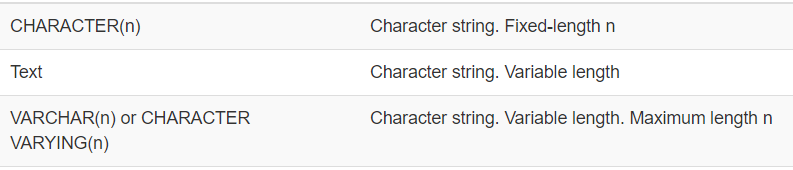 CHARACTER(n) Character string. Fixed-length n
Text Character string. Variable length
VARCHAR(n) or CHARACTER Character string. Variable length. Maximum length n
VARYING(n)